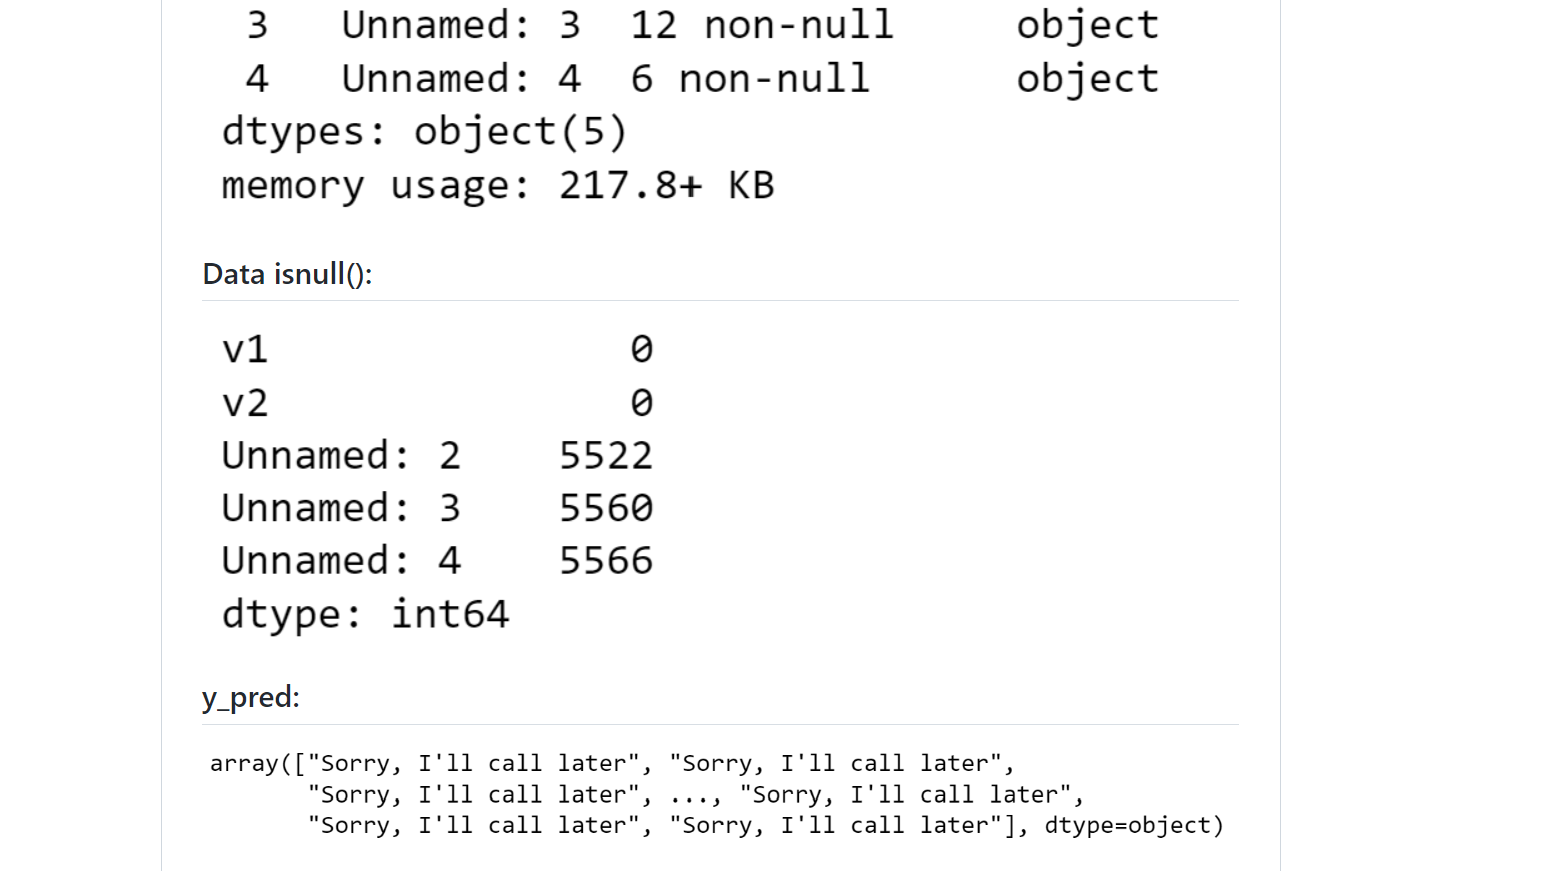 3 Unnamed: 3 12 non-null object
4 Unnamed: 4 6 non-null object
dtypes: object(5)
memory usage: 217.8+ KB
Data isnull():
v1 0
v2 0
Unnamed: 2 5522
Unnamed: 3 5560
Unnamed: 4 5566
dtype: int64
y_pred:
array(["Sorry, I'll call later", "Sorry, I'll call later",
"Sorry, I'll call later", ..., "Sorry, I'll call later",
"Sorry, I'll call later", "Sorry, I'll call later"], dtype=object)